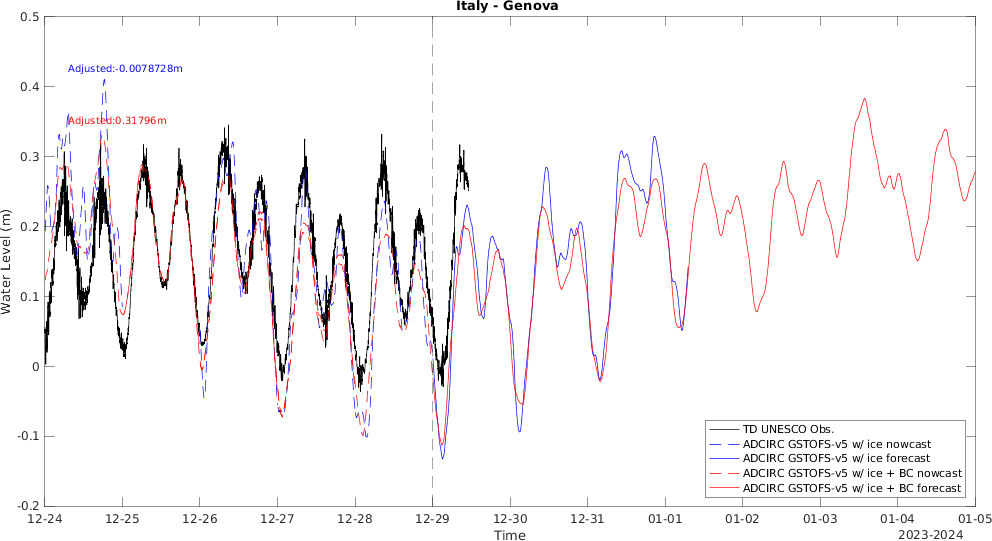 Italy - Genova
Water Level (m)
0.5
0.4
0.3
0.2
0.1
0
-0.1
-0.2
Adjusted:-0.0078728m
Adjusted:0.31796m
TD UNESCO Obs.
ADCIRC GSTOFS-v5 w/ ice nowcast
ADCIRC GSTOFS-v5 w/ ice forecast
ADCIRC GSTOFS-v5 w/ ice + BC nowcast
ADCIRC GSTOFS-v5 w/ ice + BC forecast
12-24 12-25 12-26 12-27 12-28 12-29 12-30 12-31 01-01 01-02 01-03 01-04 01-05
Time
2023-2024